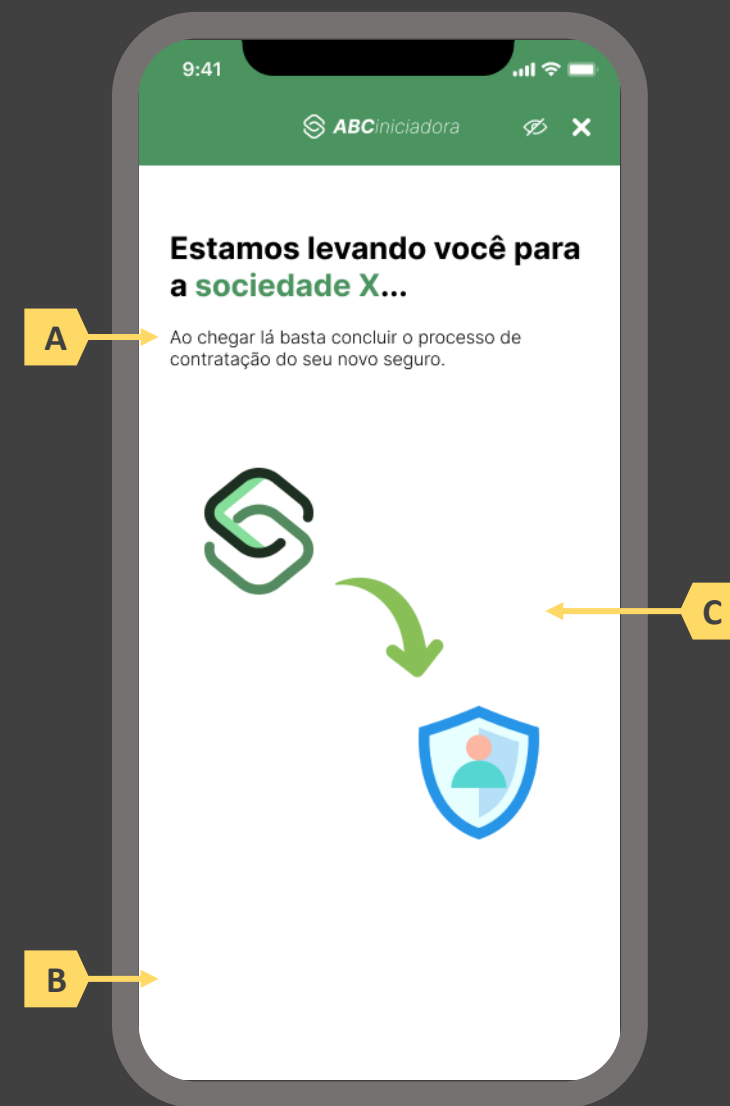 9:41
ABCiniciadora
Estamos levando você para
a sociedade X...
A
Ao chegar lá basta concluir o processo de
contratação do seu novo seguro.
C
B